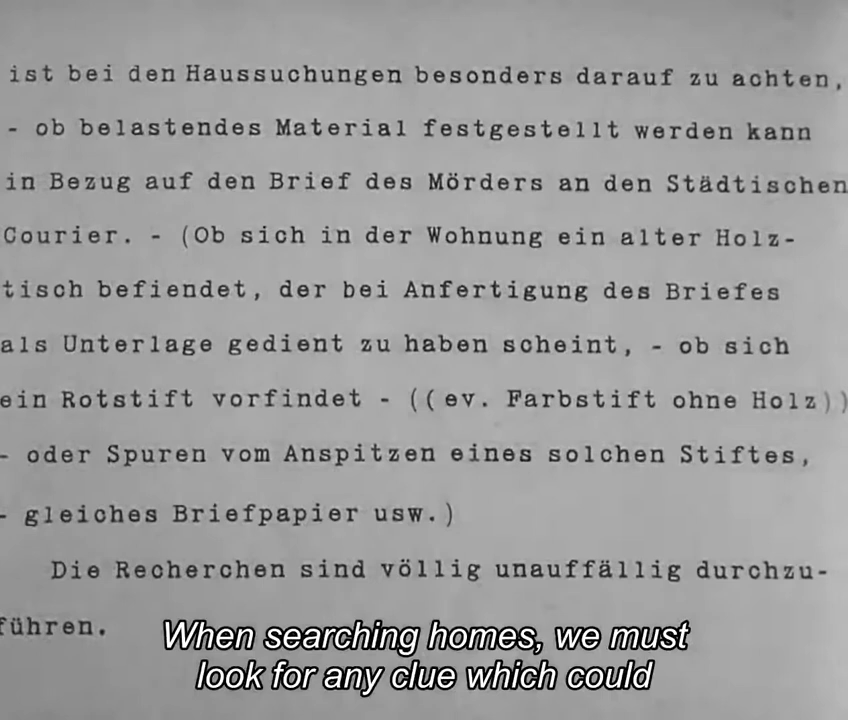 ist bei den Haussuchungen besonders darauf zu achten,
- ob belastendes Material festgestellt werden kann
in Bezug auf den Brief des Mörders an den Städtischen
Courier. - (Ob sich in der Wohnung ein alter Holz-
tisch befiendet, der bei Anfertigung des Briefes
als Unterlage gedient zu haben scheint, - ob sich
ein Rotstift vorfindet - ((ev. Farbstift ohne Holz))
- oder Spuren vom Anspitzen eines solchen Stiftes,
- gleiches Briefpapier usw.)
Die Recherchen sind völlig unauffällig durchzu-
führen.
When searching homes, we must
look for any clue which could